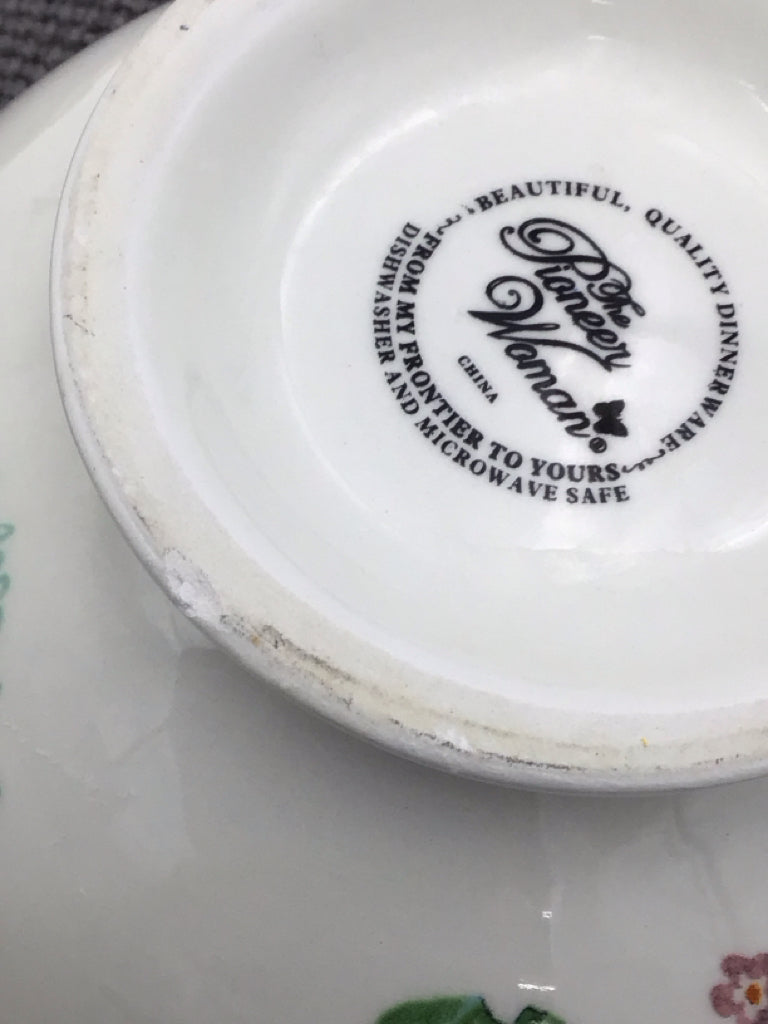 BEAUTIFUL, QUALITY DINNERWARE
The
Pioneer
Woman®
CHINA
FROM MY FRONTIER TO YOURS
DISHWASHER AND MICROWAVE SAFE